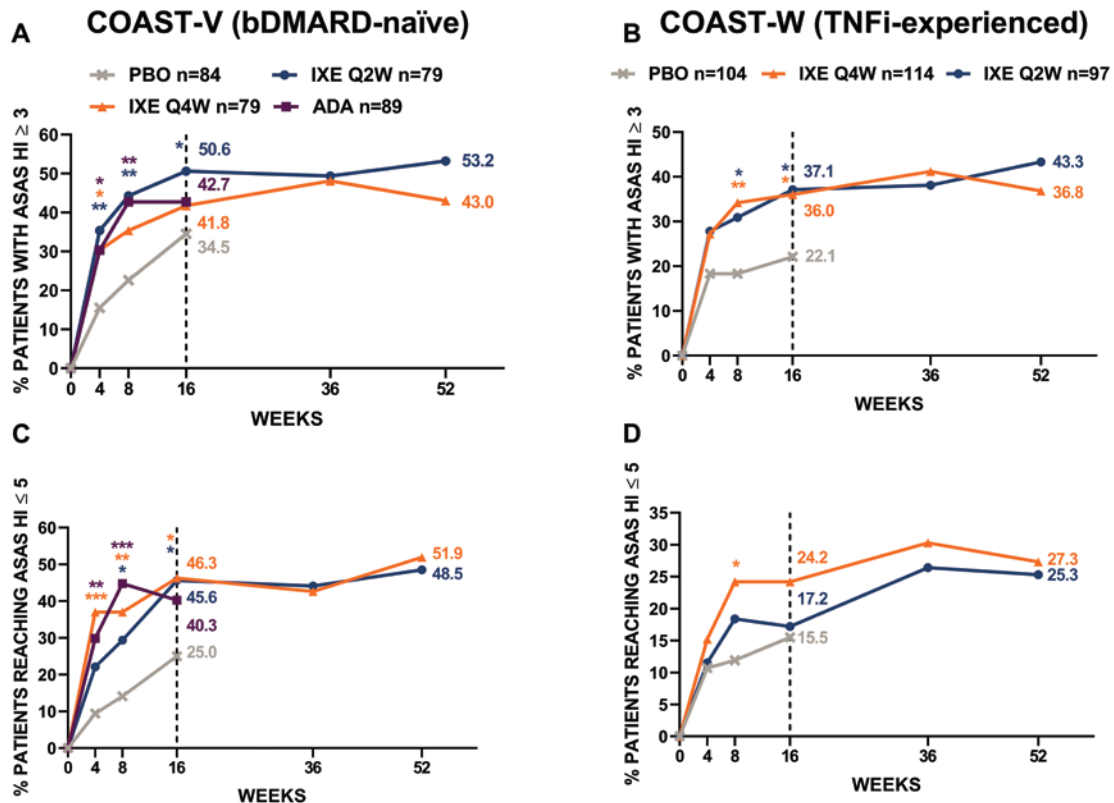 COAST-V (bDMARD-naïve)
COAST-W (TNFi-experienced)
A
PBO n=84
IXE Q2W n=79
IXE Q4W n=79
ADA n=89
% PATIENTS WITH ASAS HI ≥ 3
60
50
40
30
20
10
0
*
*
**
**
**
*
50.6
42.7
41.8
34.5
53.2
43.0
0 4 8 16 36 52
WEEKS
B
PBO n=104
IXE Q4W n=114
IXE Q2W n=97
% PATIENTS WITH ASAS HI ≥ 3
50
40
30
20
10
0
*
**
*
*
37.1
36.0
22.1
43.3
36.8
0 4 8 16 36 52
WEEKS
C
% PATIENTS REACHING ASAS HI ≤ 5
60
50
40
30
20
10
0
**
***
***
**
*
*
*
46.3
45.6
40.3
25.0
51.9
48.5
0 4 8 16 36 52
WEEKS
D
% PATIENTS REACHING ASAS HI ≤ 5
35
30
25
20
15
10
5
0
*
24.2
17.2
15.5
27.3
25.3
0 4 8 16 36 52
WEEKS